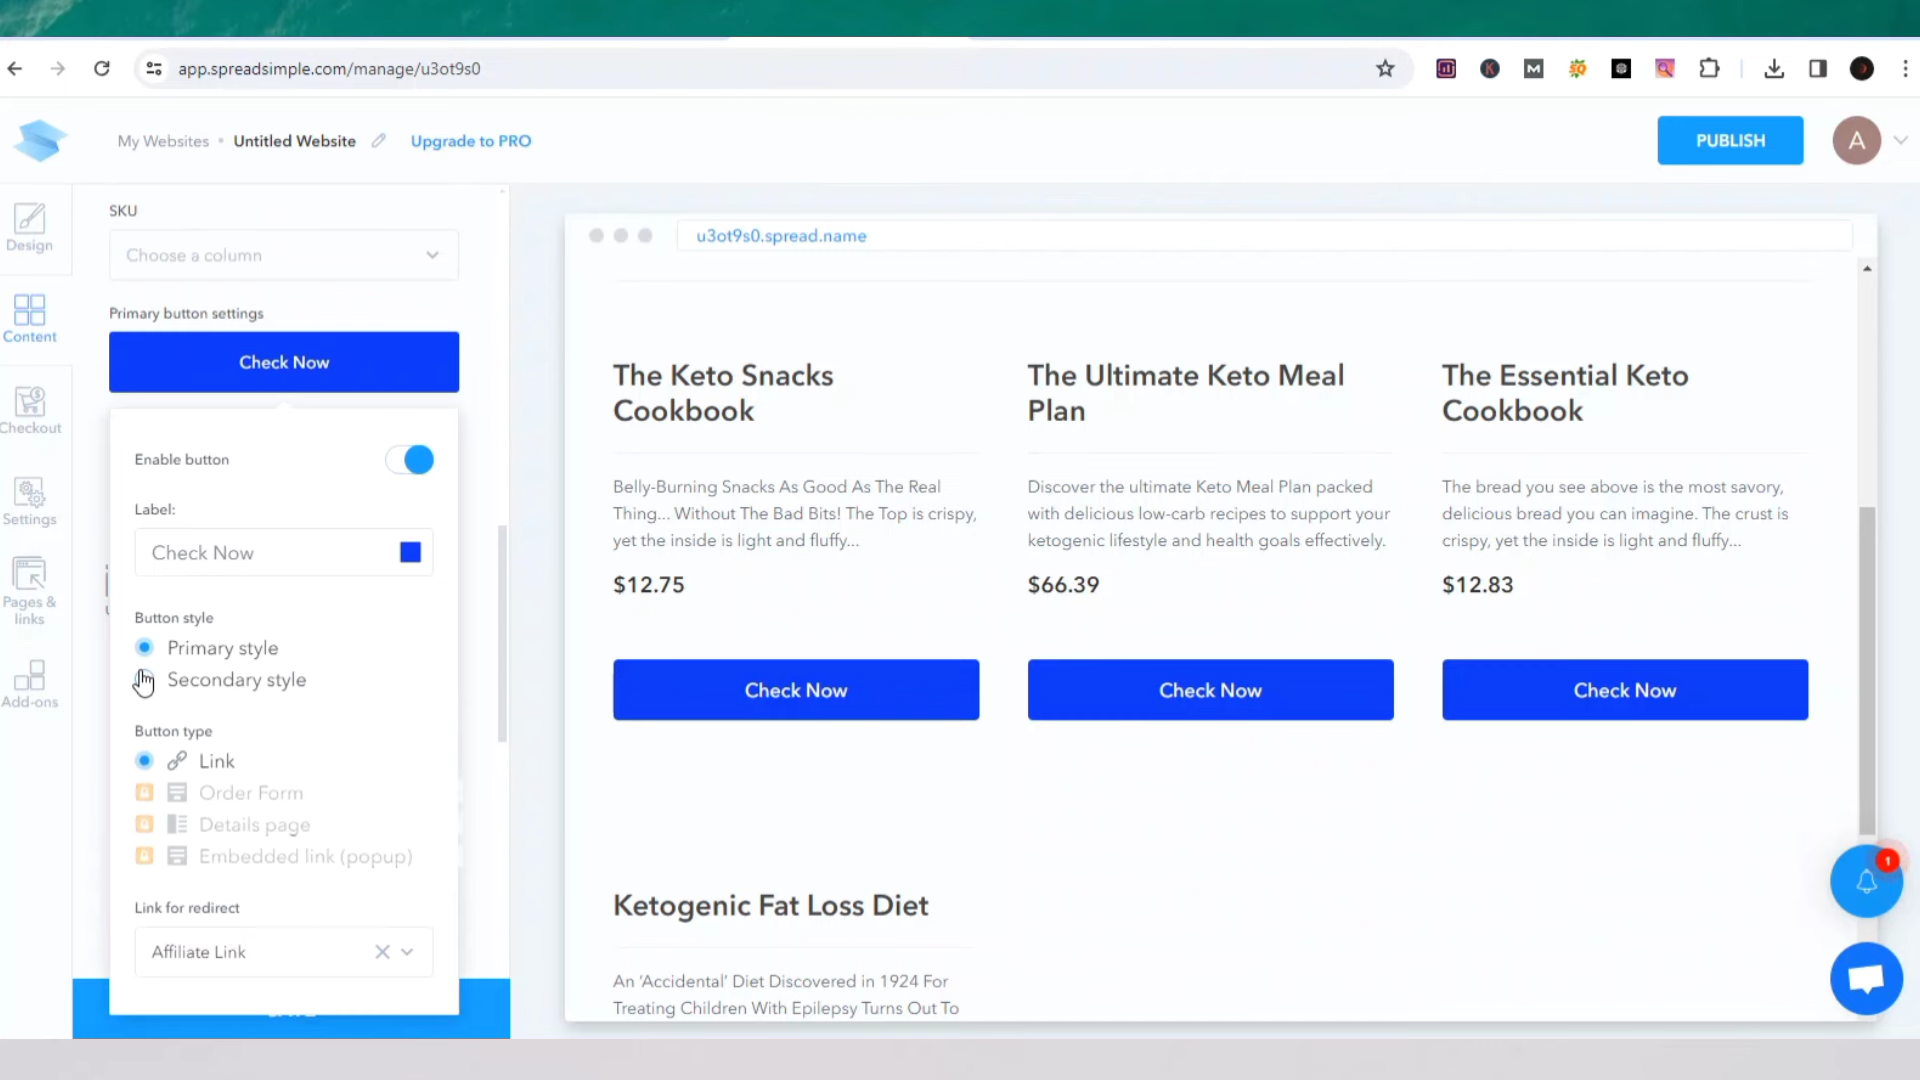 app.spreadsimple.com/manage/u3ot9s0
My Websites • Untitled Website
Upgrade to PRO
PUBLISH
A
Design
Content
Checkout
Settings
Pages &
links
Add-ons
SKU
Choose a column
Primary button settings
Check Now
Enable button
Label:
Check Now
Button style
Primary style
Secondary style
Button type
Link
Order Form
Details page
Embedded link (popup)
Link for redirect
Affiliate Link
u3ot9s0.spread.name
The Keto Snacks
Cookbook
Belly-Burning Snacks As Good As The Real
Thing... Without The Bad Bits! The Top is crispy,
yet the inside is light and fluffy...
$12.75
Check Now
The Ultimate Keto Meal
Plan
Discover the ultimate Keto Meal Plan packed
with delicious low-carb recipes to support your
ketogenic lifestyle and health goals effectively.
$66.39
Check Now
The Essential Keto
Cookbook
The bread you see above is the most savory,
delicious bread you can imagine. The crust is
crispy, yet the inside is light and fluffy...
$12.83
Check Now
Ketogenic Fat Loss Diet
An ‘Accidental’ Diet Discovered in 1924 For
Treating Children With Epilepsy Turns Out To
1